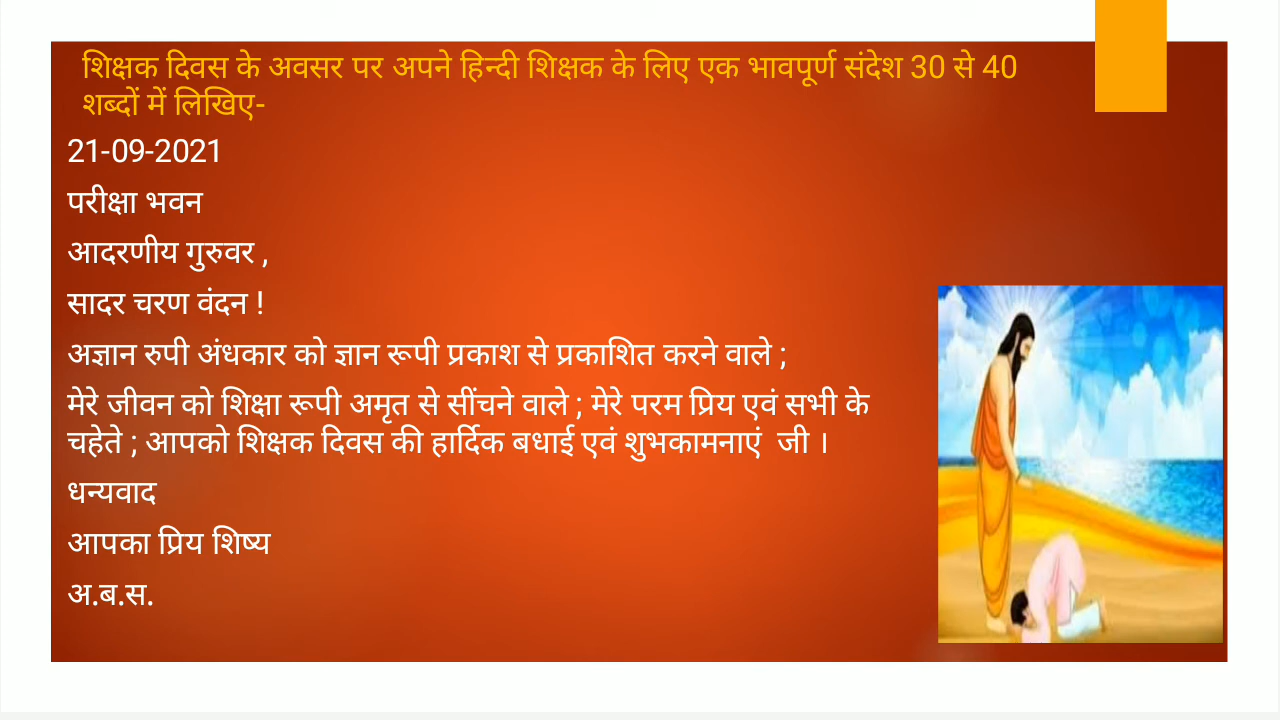 शिक्षक दिवस के अवसर पर अपने हिन्दी शिक्षक के लिए एक भावपूर्ण संदेश 30 से 40
शब्दों में लिखिए-
21-09-2021
परीक्षा भवन
आदरणीय गुरुवर ,
सादर चरण वंदन !
अज्ञान रुपी अंधकार को ज्ञान रूपी प्रकाश से प्रकाशित करने वाले ;
मेरे जीवन को शिक्षा रूपी अमृत से सींचने वाले ; मेरे परम प्रिय एवं सभी के
चहेते ; आपको शिक्षक दिवस की हार्दिक बधाई एवं शुभकामनाएं जी ।
धन्यवाद
आपका प्रिय शिष्य
अ.ब.स.